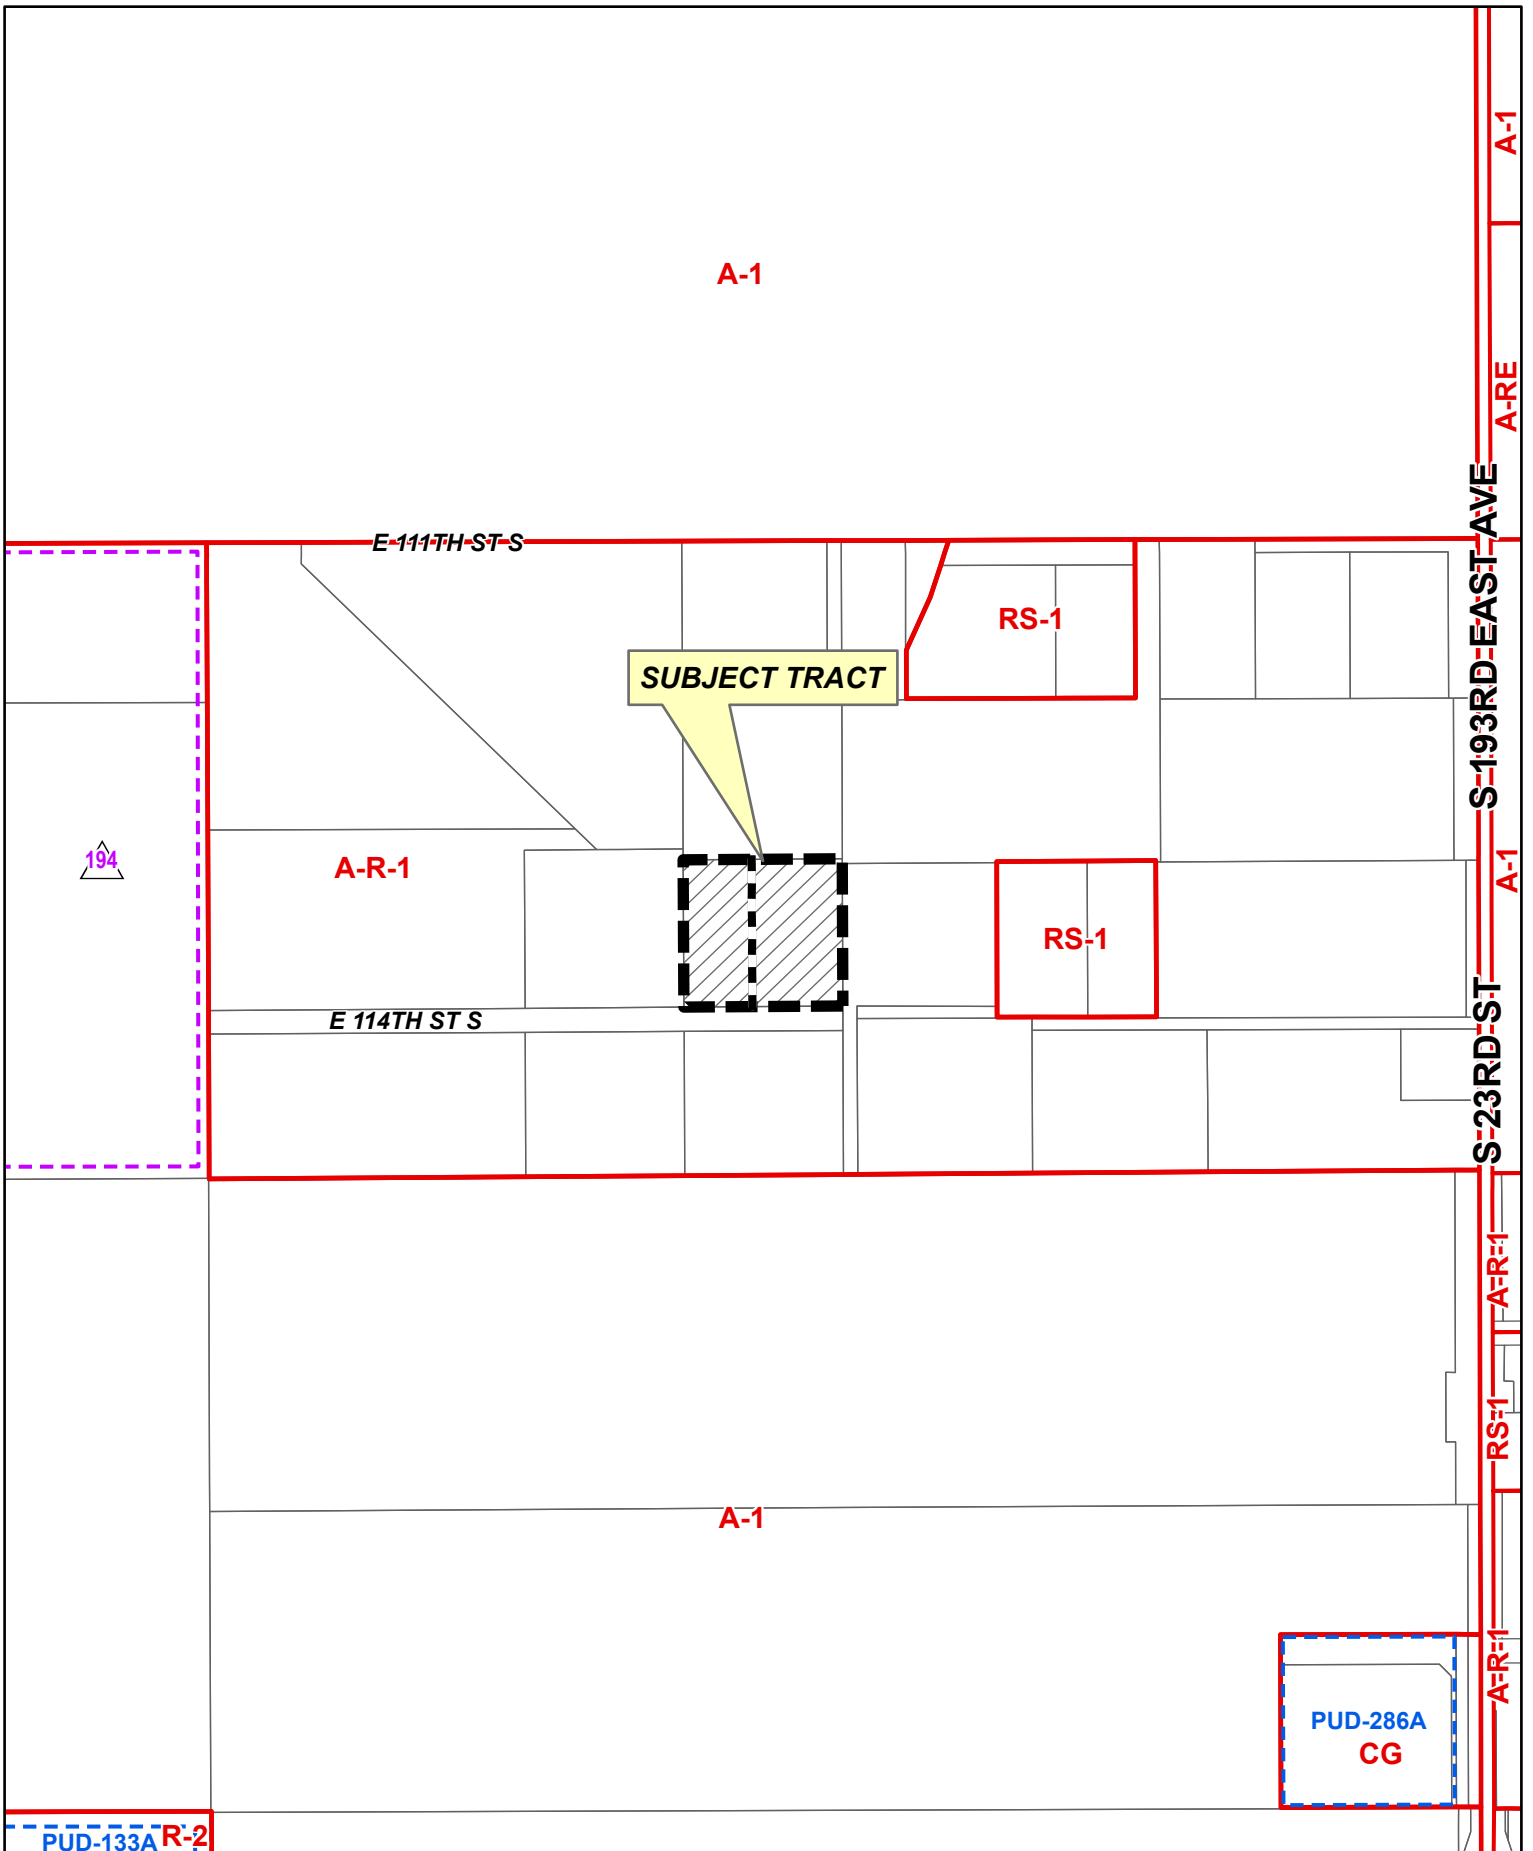 A-1
A-1
A-RE
S 193RD EAST AVE
E 111TH ST S
RS-1
SUBJECT TRACT
194
A-R-1
A-1
RS-1
E 114TH ST S
S 23RD ST
A-R-1
RS-1
A-1
A-R-1
PUD-286A
CG
PUD-133A
R-2